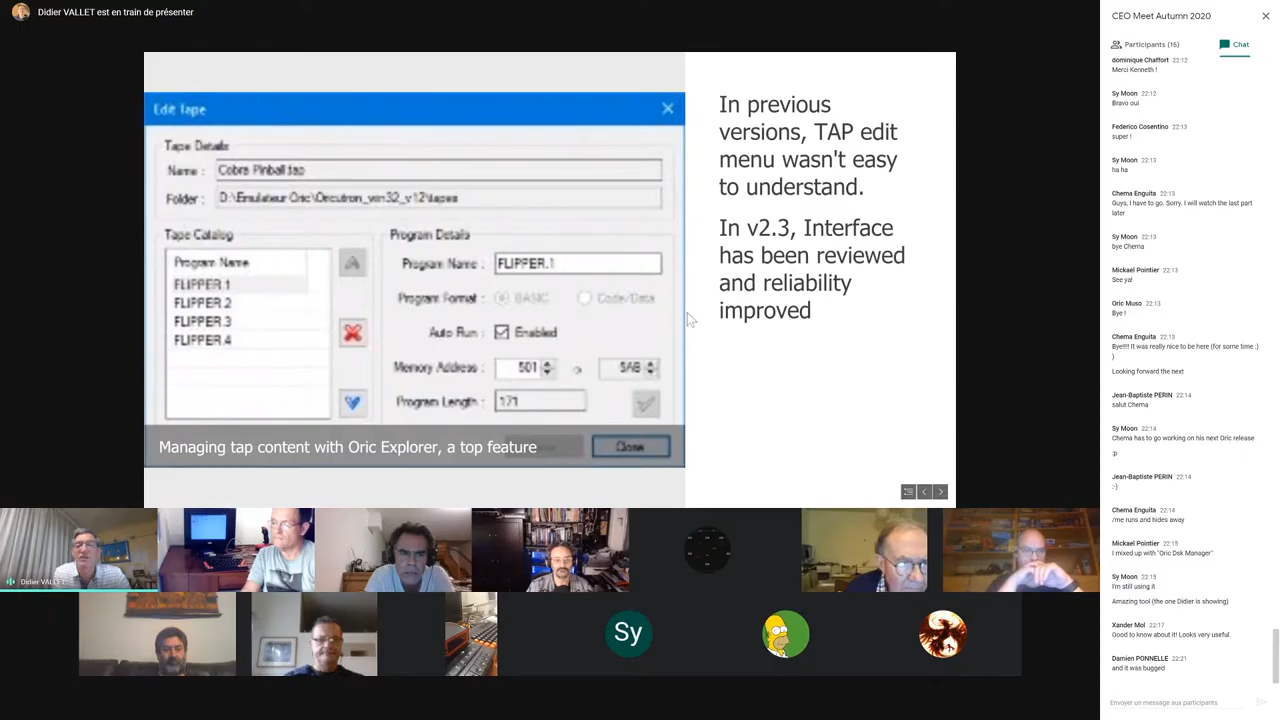 Didier VALLET est en train de présenter
Edit Tape
Tape Details
Name : Cobra Pinball.tap
Folder : D:\Emulateur Oric\Orcutron_win32_v12\tapes
Tape Catalog
Program Name
FLIPPER.1
FLIPPER.2
FLIPPER.3
FLIPPER.4
Program Details
Program Name : FLIPPER.1
Program Format : BASIC Code/Data
Auto Run : Enabled
Memory Address : 501 5AB
Program Length : 171
Close
Managing tap content with Oric Explorer, a top feature
In previous
versions, TAP edit
menu wasn't easy
to understand.
In v2.3, Interface
has been reviewed
and reliability
improved
Didier VALLET
Sy
CEO Meet Autumn 2020
Participants (15)
Chat
dominique Chaffort 22:12
Merci Kenneth !
Sy Moon 22:12
Bravo oui
Federico Cosentino 22:13
super !
Sy Moon 22:13
ha ha
Chema Enguita 22:13
Guys, I have to go. Sorry. I will watch the last part
later
Sy Moon 22:13
bye Chema
Mickael Pointier 22:13
See ya!
Oric Muso 22:13
Bye !
Chema Enguita 22:13
Bye!!!! It was really nice to be here (for some time :)
)
Looking forward the next
Jean-Baptiste PERIN 22:14
salut Chema
Sy Moon 22:14
Chema has to go working on his next Oric release
:p
Jean-Baptiste PERIN 22:14
:-)
Chema Enguita 22:14
/me runs and hides away
Mickael Pointier 22:15
I mixed up with "Oric Dsk Manager"
Sy Moon 22:15
I'm still using it
Amazing tool (the one Didier is showing)
Xander Mol 22:17
Good to know about it! Looks very useful.
Damien PONNELLE 22:21
and it was bugged
Envoyer un message aux participants